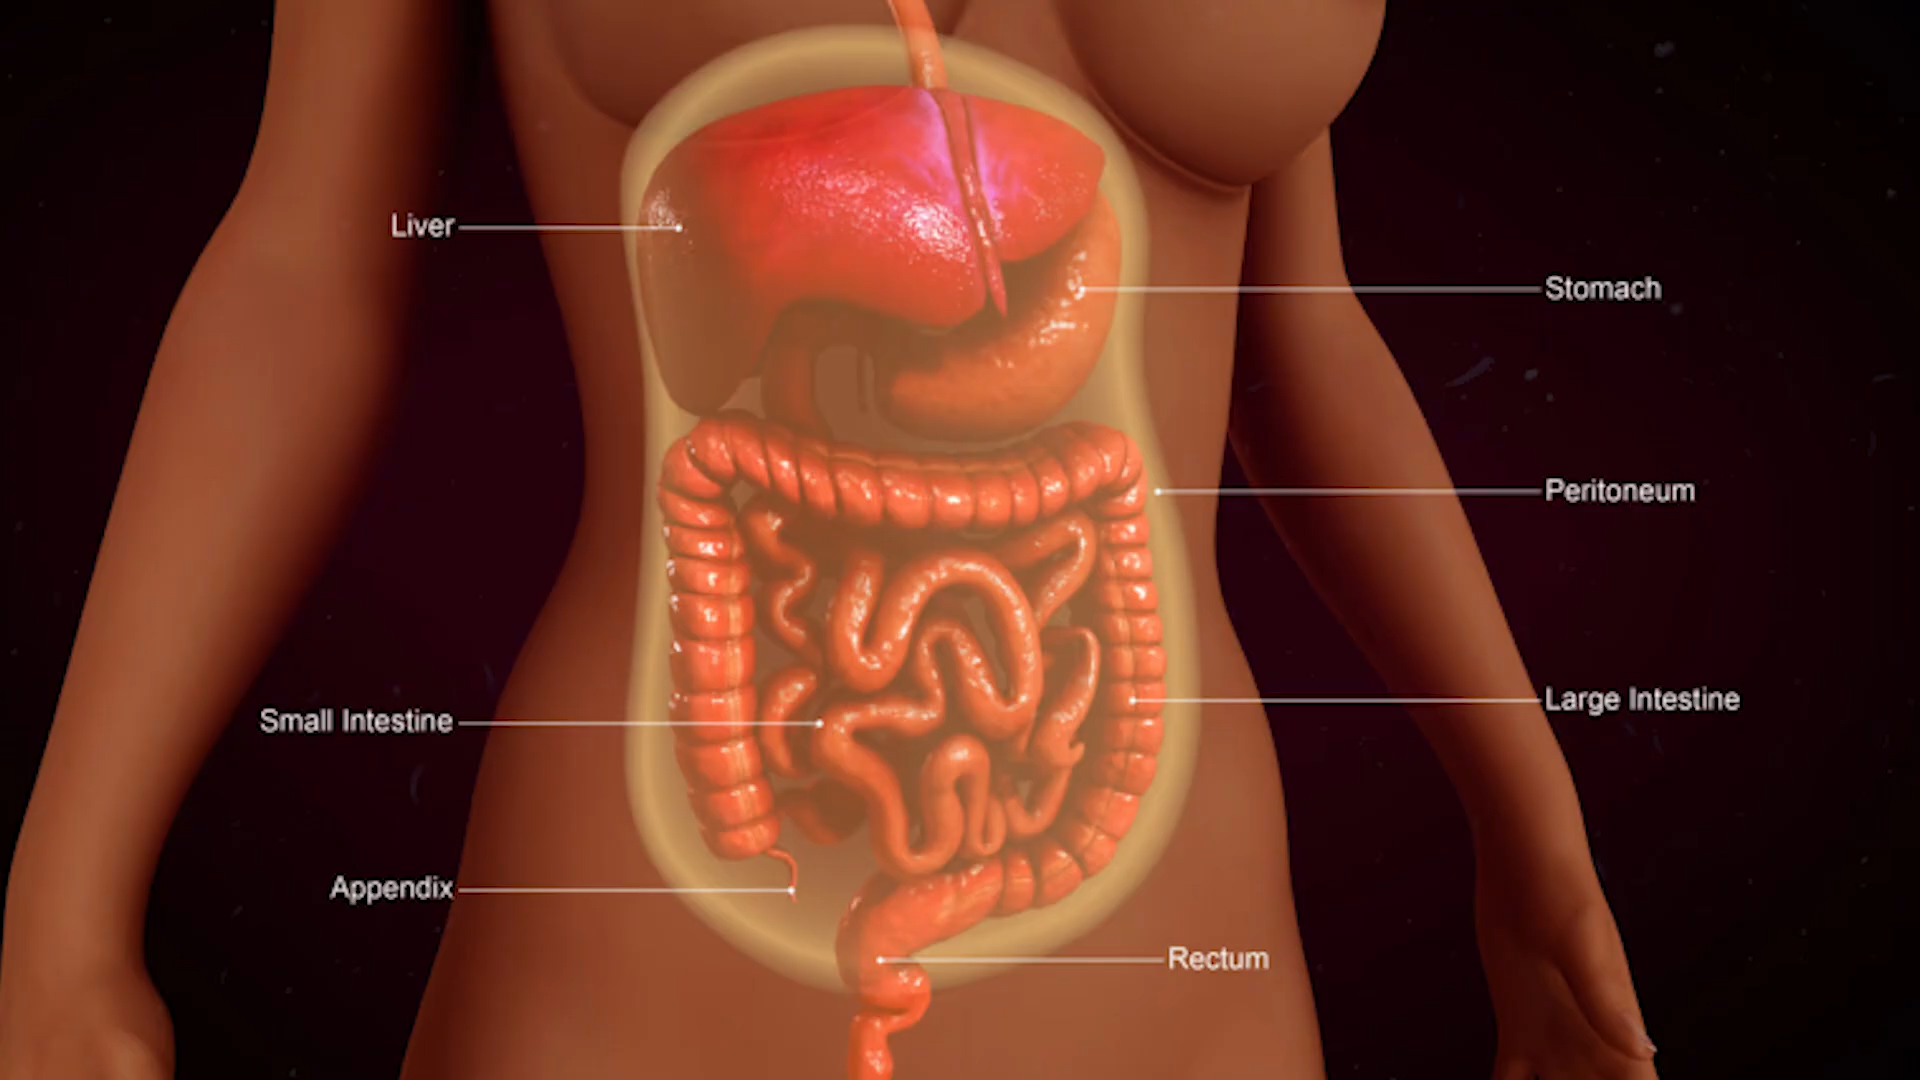 Liver
Stomach
Peritoneum
Large Intestine
Small Intestine
Appendix
Rectum